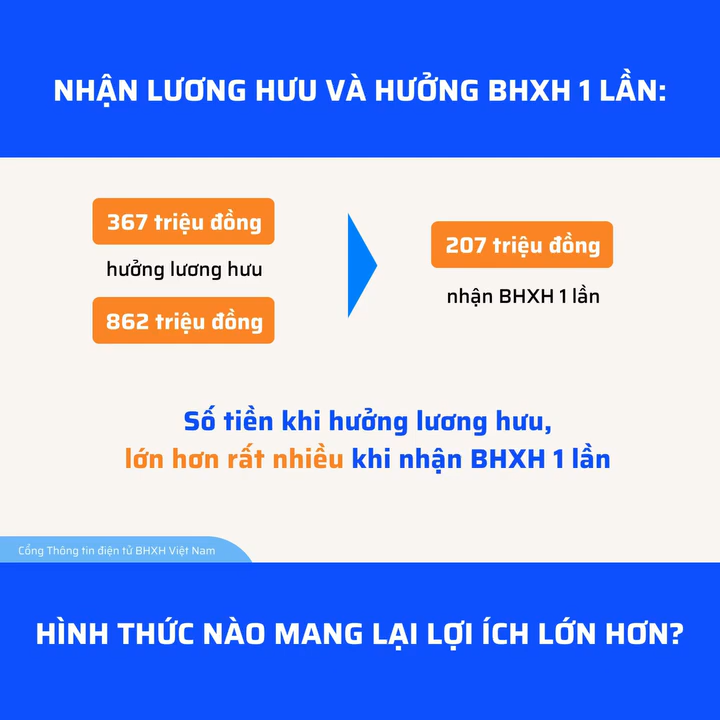 NHẬN LƯƠNG HƯU VÀ HƯỞNG BHXH 1 LẦN:
367 triệu đồng
hưởng lương hưu
862 triệu đồng
207 triệu đồng
nhận BHXH 1 lần
Số tiền khi hưởng lương hưu,
lớn hơn rất nhiều khi nhận BHXH 1 lần
Cổng Thông tin điện tử BHXH Việt Nam
HÌNH THỨC NÀO MANG LẠI LỢI ÍCH LỚN HƠN?